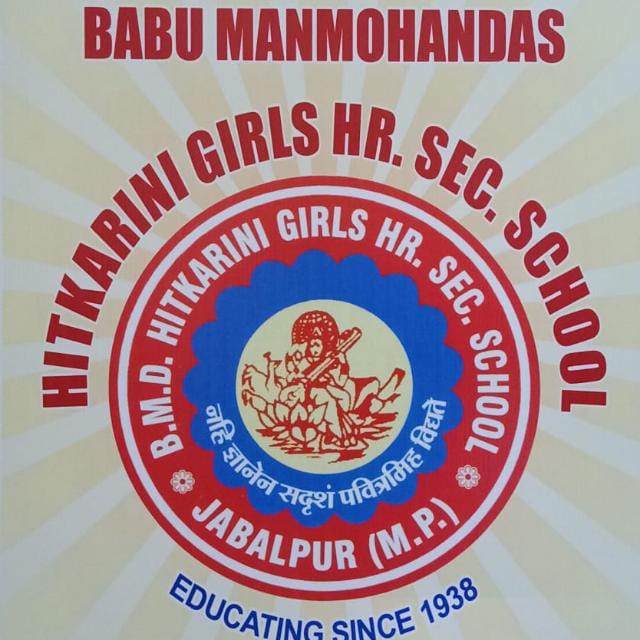 BABU MANMOHANDAS
HITKARINI GIRLS HR. SEC. SCHOOL
B.M.D. HITKARINI GIRLS HR. SEC. SCHOOL
नहि ज्ञानेन सदृशं पवित्रमिह विद्यते
JABALPUR (M.P.)
EDUCATING SINCE 1938